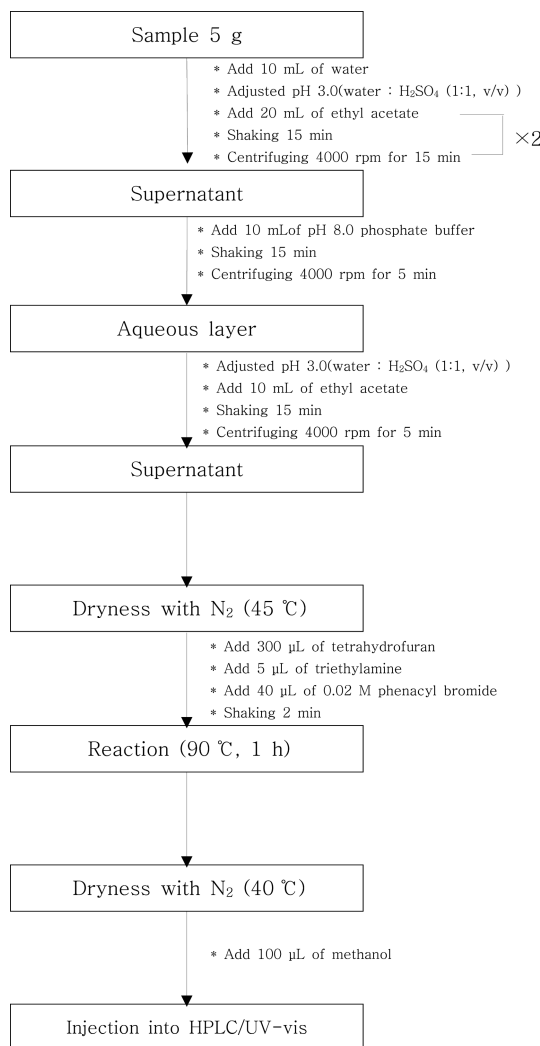 Sample 5 g
* Add 10 mL of water
* Adjusted pH 3.0(water : H₂SO₄ (1:1, v/v) )
* Add 20 mL of ethyl acetate
* Shaking 15 min
×2
* Centrifuging 4000 rpm for 15 min
Supernatant
* Add 10 mLof pH 8.0 phosphate buffer
* Shaking 15 min
* Centrifuging 4000 rpm for 5 min
Aqueous layer
* Adjusted pH 3.0(water : H₂SO₄ (1:1, v/v) )
* Add 10 mL of ethyl acetate
* Shaking 15 min
* Centrifuging 4000 rpm for 5 min
Supernatant
Dryness with N₂ (45 ℃)
* Add 300 μL of tetrahydrofuran
* Add 5 μL of triethylamine
* Add 40 μL of 0.02 M phenacyl bromide
* Shaking 2 min
Reaction (90 ℃, 1 h)
Dryness with N₂ (40 ℃)
* Add 100 μL of methanol
Injection into HPLC/UV-vis